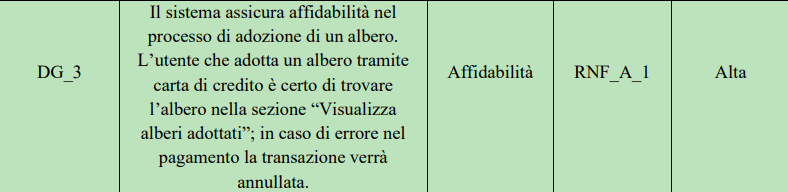 DG_3
Il sistema assicura affidabilità nel
processo di adozione di un albero.
L’utente che adotta un albero tramite
carta di credito è certo di trovare
l’albero nella sezione “Visualizza
alberi adottati”; in caso di errore nel
pagamento la transazione verrà
annullata.
Affidabilità
RNF_A_1
Alta